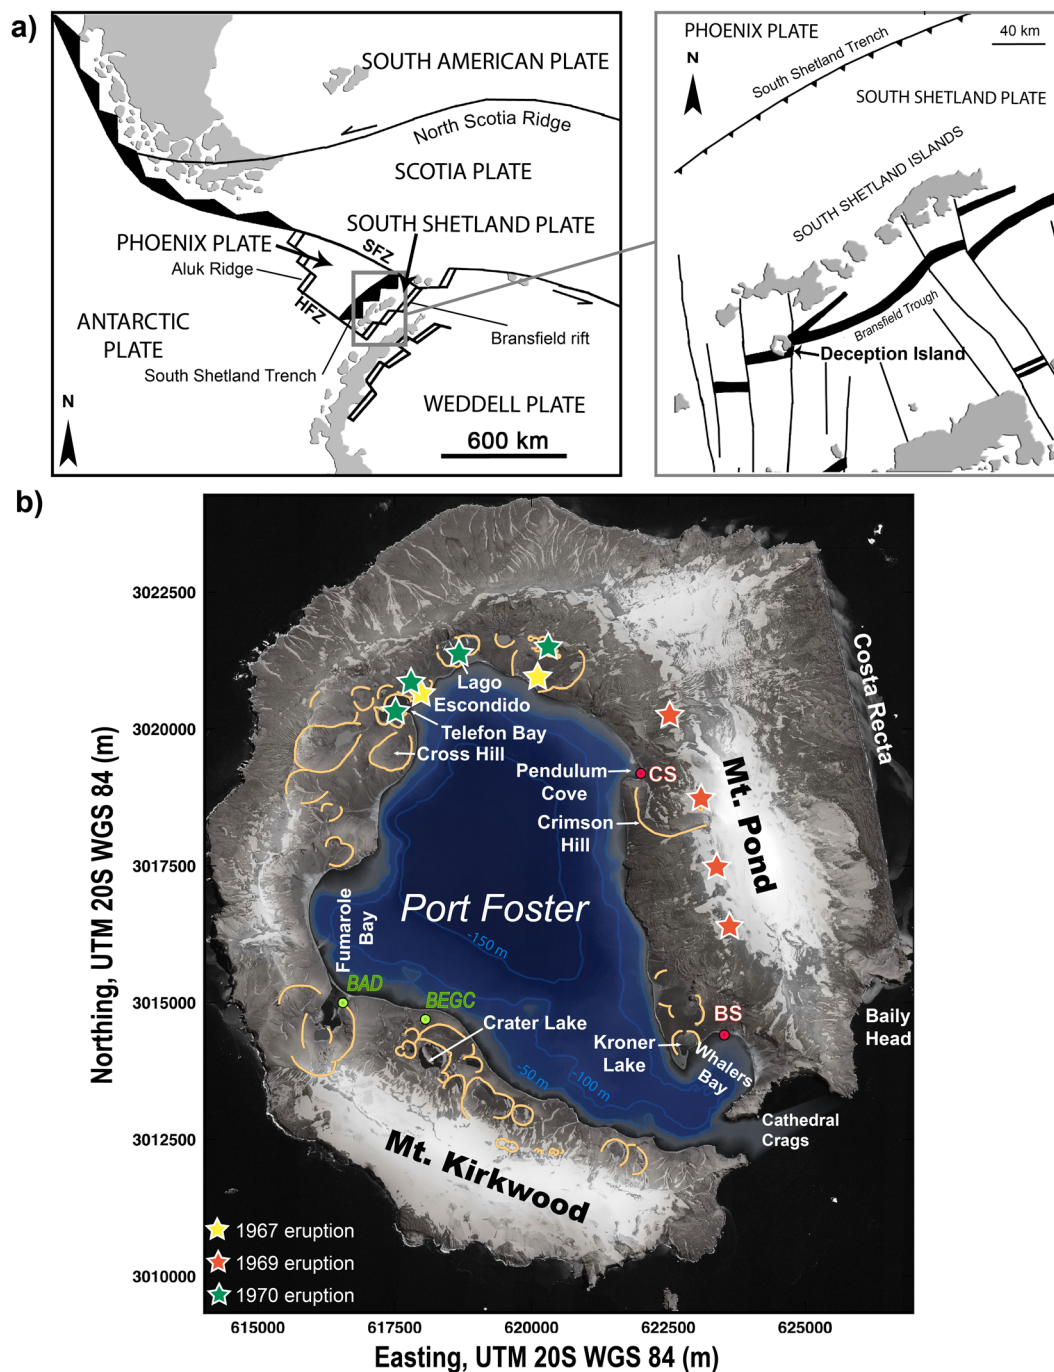 a)
SOUTH AMERICAN PLATE
North Scotia Ridge
SCOTIA PLATE
SOUTH SHETLAND PLATE
PHOENIX PLATE
SFZ
Aluk Ridge
HFZ
ANTARCTIC
PLATE
Bransfield rift
South Shetland Trench
WEDDELL PLATE
N
600 km
PHOENIX PLATE
40 km
N
South Shetland Trench
SOUTH SHETLAND PLATE
SOUTH SHETLAND ISLANDS
Bransfield Trough
Deception Island
b)
Northing, UTM 20S WGS 84 (m)
3022500
3020000
3017500
3015000
3012500
3010000
Lago
Escondido
Telefon Bay
Cross Hill
Pendulum
Cove
CS
Crimson
Hill
Costa Recta
Mt. Pond
Port Foster
-150 m
Fumarole
Bay
BAD
BEGC
Crater Lake
Kroner
Lake
BS
Whalers
Bay
Baily
Head
-50 m
-100 m
Cathedral
Crags
Mt. Kirkwood
1967 eruption
1969 eruption
1970 eruption
615000
617500
620000
622500
625000
Easting, UTM 20S WGS 84 (m)